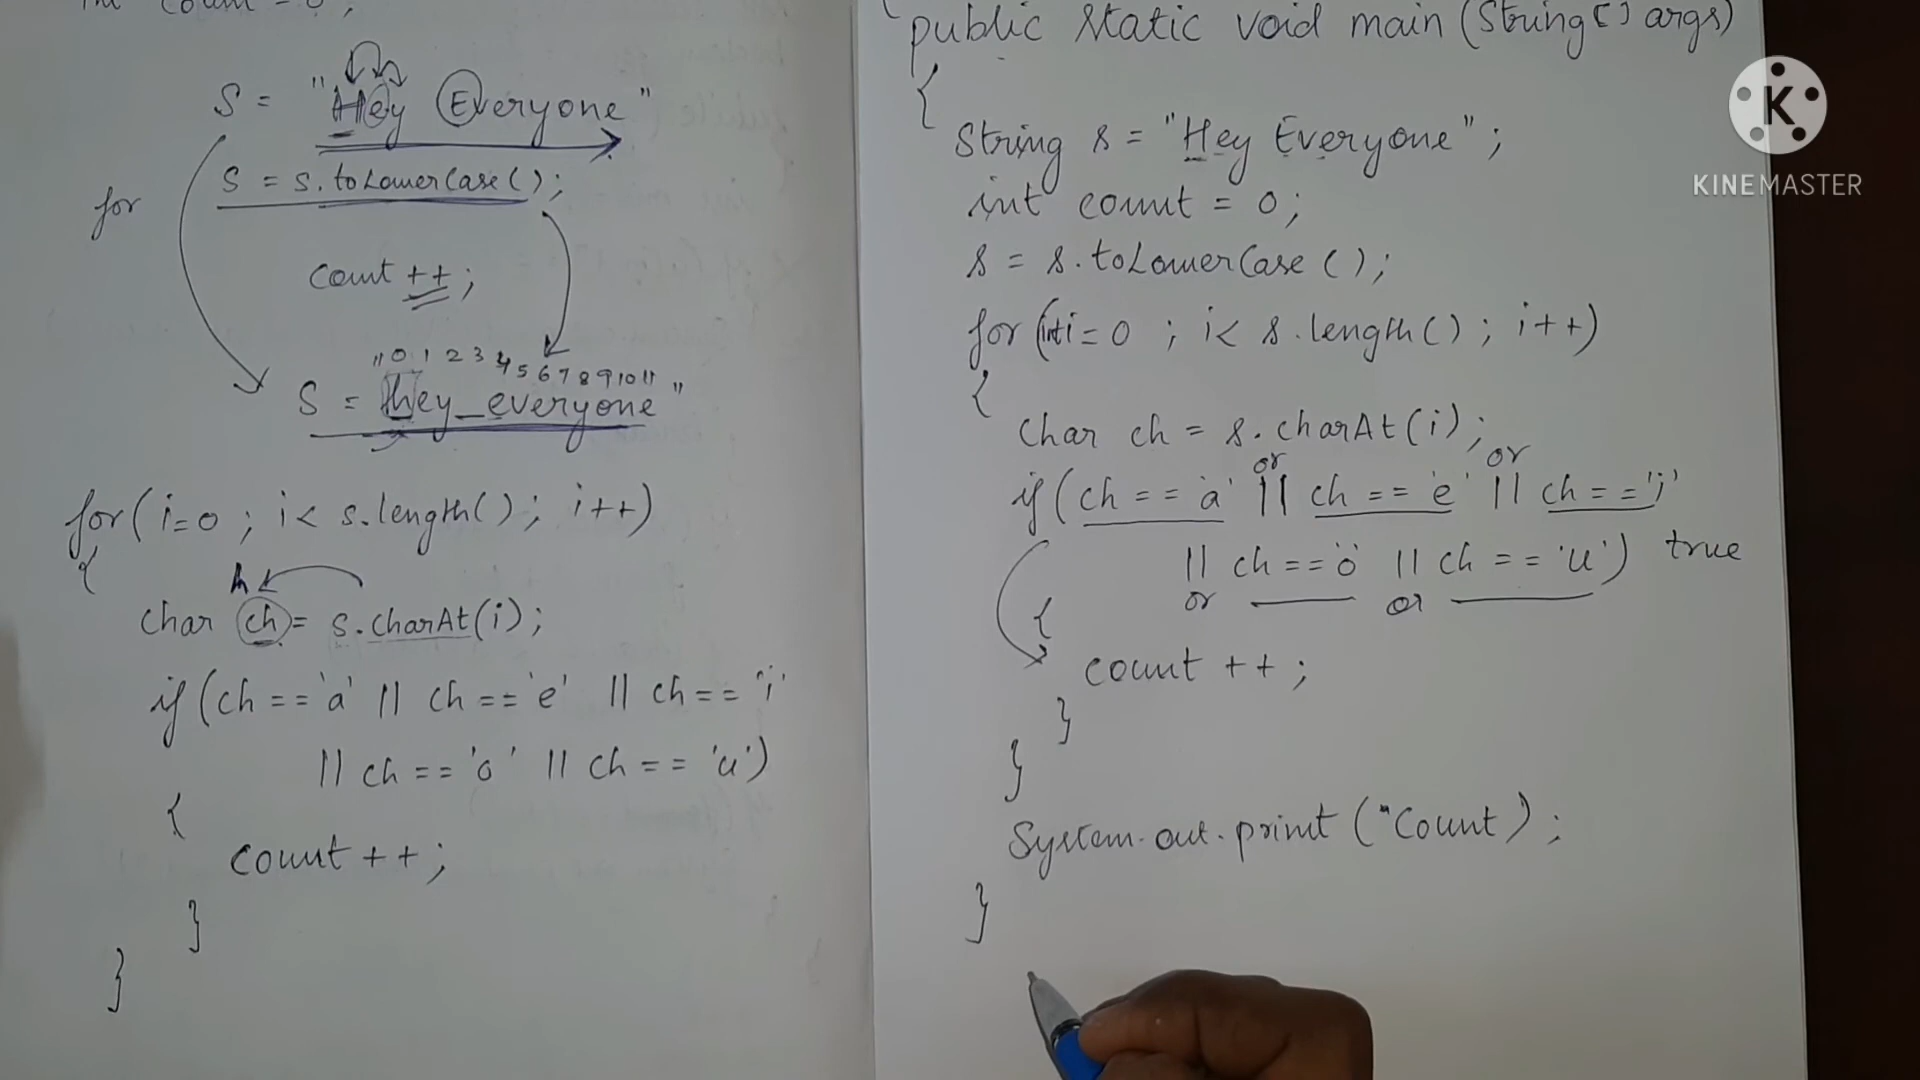 int count = 0;
S = "Hey Everyone"
S = s.toLowerCase();
for
count ++;
"0 1 2 3 4 5 6 7 8 9 10 11
S = hey_everyone"
for(i=0 ; i< s.length(); i++)
{
h
char ch = s.charAt(i);
if (ch == 'a' || ch == 'e' || ch == 'i'
|| ch == 'o' || ch == 'u')
{
count ++;
}
}
public static void main (String[] args)
{
String s = "Hey Everyone";
int count = 0;
s = s.toLowerCase ();
for (int i = 0 ; i< s.length(); i++)
{
char ch = s.charAt(i);
or or
if (ch == 'a' || ch == 'e' || ch == 'i'
|| ch == 'o' || ch == 'u') true
or or
{
count ++;
}
}
System.out.print ("Count);
}
K
KINEMASTER